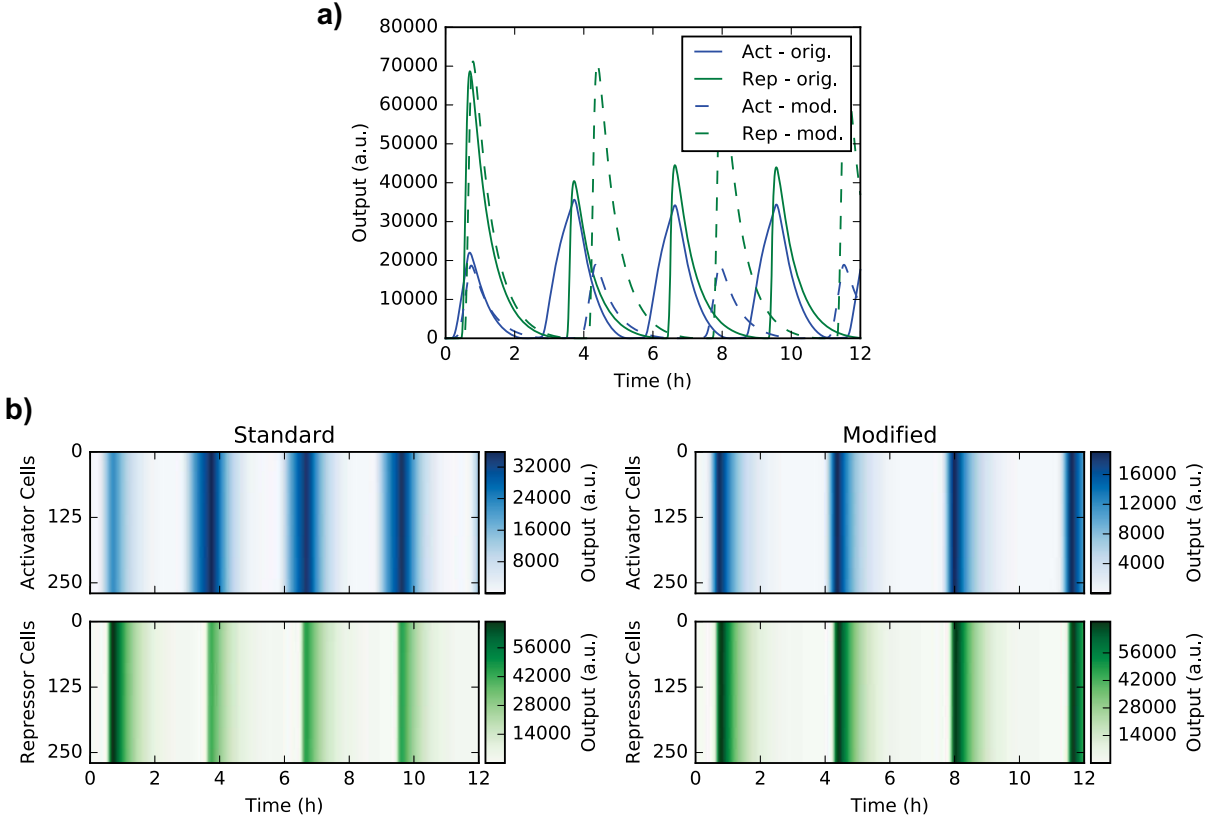 a)
80000
70000
60000
50000
40000
30000
20000
10000
0
Output (a.u.)
Act - orig.
Rep - orig.
Act - mod.
Rep - mod.
0 2 4 6 8 10 12
Time (h)
b)
Standard
Activator Cells
0
125
250
32000
24000
16000
8000
Output (a.u.)
Modified
Activator Cells
0
125
250
16000
12000
8000
4000
Output (a.u.)
Repressor Cells
0
125
250
56000
42000
28000
14000
Output (a.u.)
0 2 4 6 8 10 12
Time (h)
Repressor Cells
0
125
250
56000
42000
28000
14000
Output (a.u.)
0 2 4 6 8 10 12
Time (h)